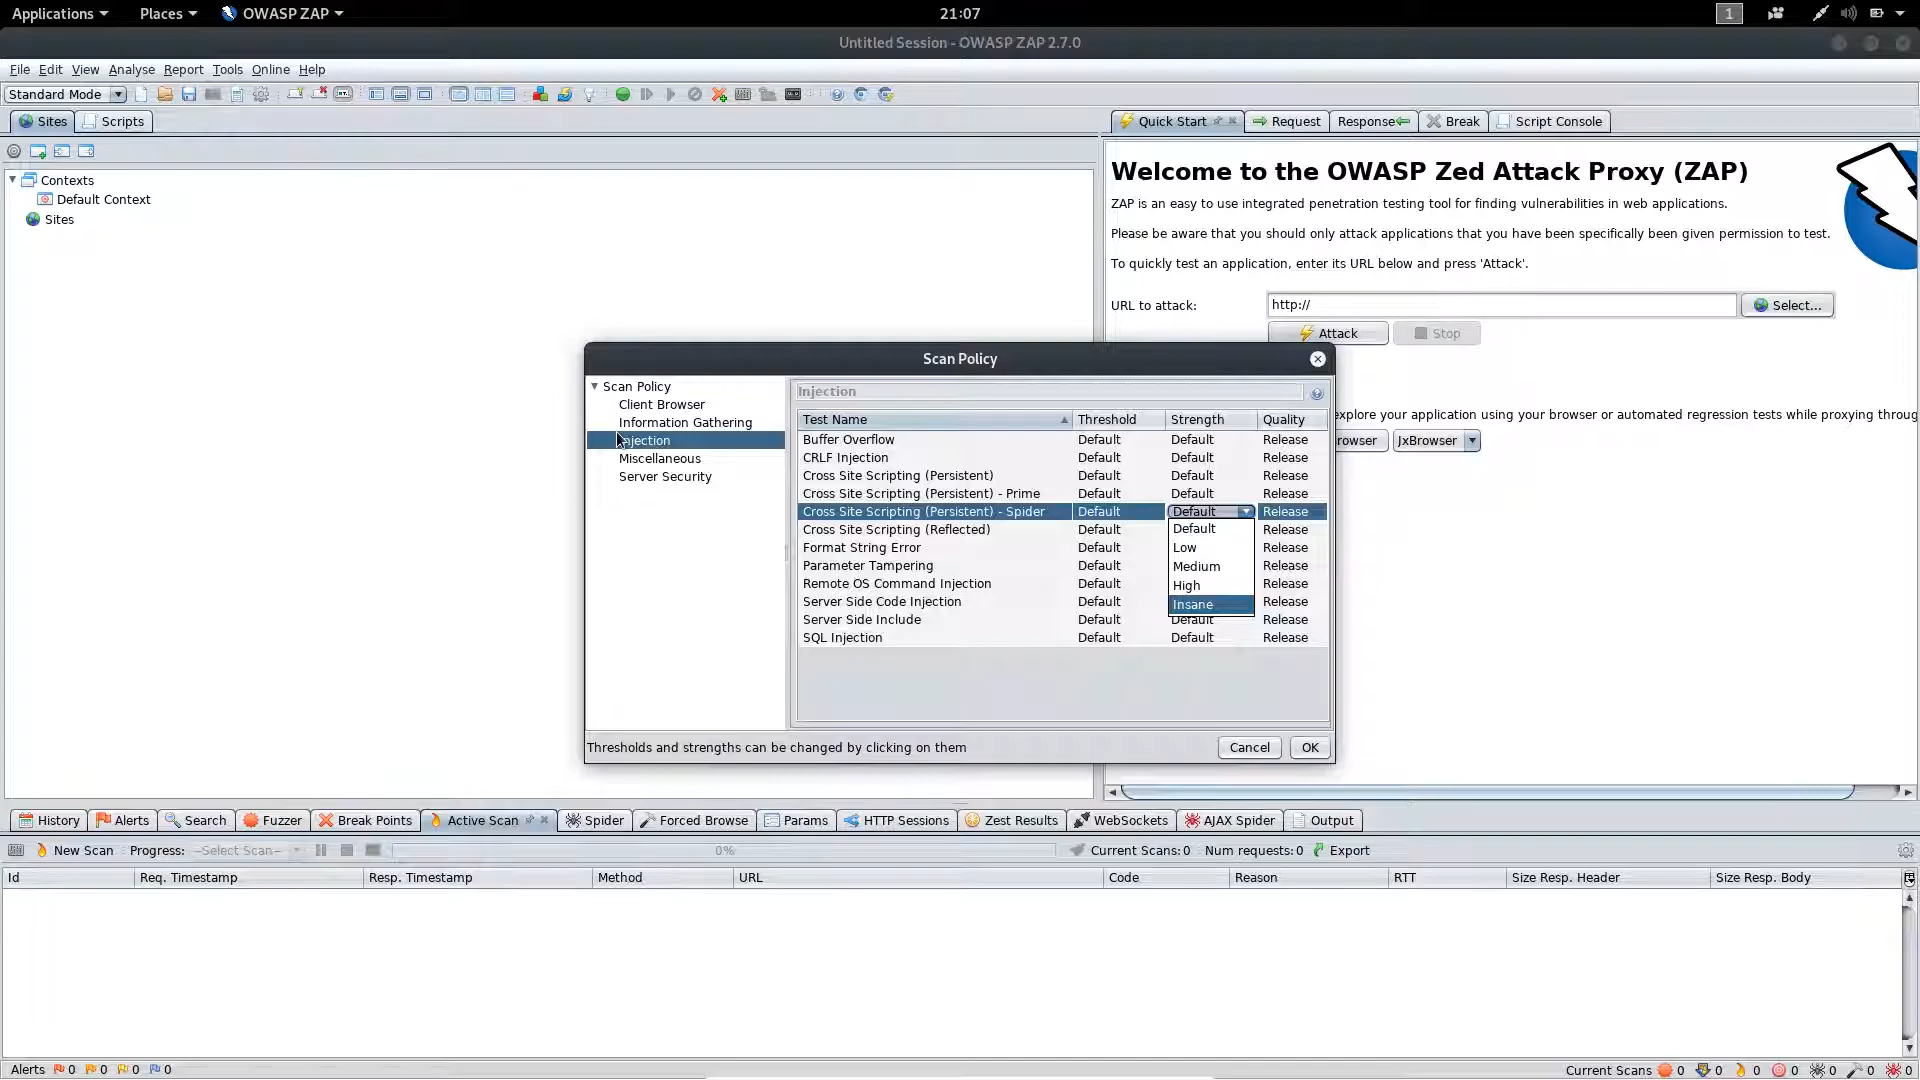 Applications Places OWASP ZAP 21:07 1
Untitled Session - OWASP ZAP 2.7.0
File Edit View Analyse Report Tools Online Help
Standard Mode
Sites Scripts
Quick Start Request Response Break Script Console
Contexts
Default Context
Sites
Welcome to the OWASP Zed Attack Proxy (ZAP)
ZAP is an easy to use integrated penetration testing tool for finding vulnerabilities in web applications.
Please be aware that you should only attack applications that you have been specifically been given permission to test.
To quickly test an application, enter its URL below and press 'Attack'.
URL to attack: http:// Select...
Attack Stop
explore your application using your browser or automated regression tests while proxying throug
rowser JxBrowser
Scan Policy
Scan Policy
Client Browser
Information Gathering
Injection
Miscellaneous
Server Security
Injection
Test Name Threshold Strength Quality
Buffer Overflow Default Default Release
CRLF Injection Default Default Release
Cross Site Scripting (Persistent) Default Default Release
Cross Site Scripting (Persistent) - Prime Default Default Release
Cross Site Scripting (Persistent) - Spider Default Default Release
Cross Site Scripting (Reflected) Default Release
Format String Error Default Release
Parameter Tampering Default Release
Remote OS Command Injection Default Release
Server Side Code Injection Default Release
Server Side Include Default Default Release
SQL Injection Default Default Release
Default
Low
Medium
High
Insane
Thresholds and strengths can be changed by clicking on them Cancel OK
History Alerts Search Fuzzer Break Points Active Scan Spider Forced Browse Params HTTP Sessions Zest Results WebSockets AJAX Spider Output
New Scan Progress: --Select Scan-- 0% Current Scans: 0 Num requests: 0 Export
Id Req. Timestamp Resp. Timestamp Method URL Code Reason RTT Size Resp. Header Size Resp. Body
Alerts 0 0 0 0 Current Scans 0 0 0 0 0 0 0